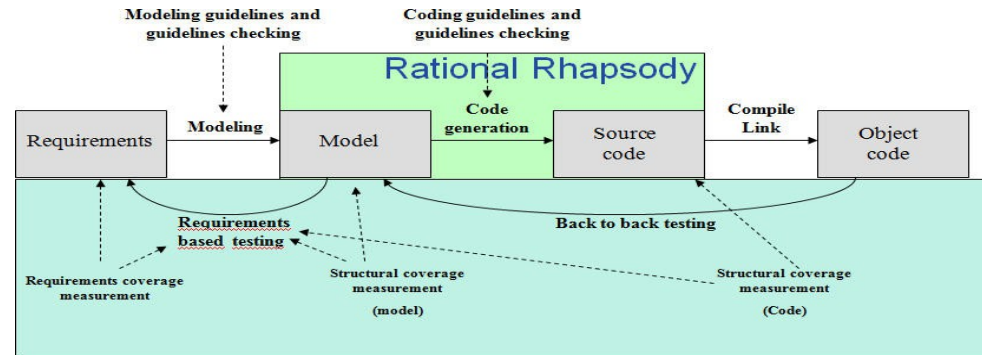 Modeling guidelines and
guidelines checking
Coding guidelines and
guidelines checking
Rational Rhapsody
Requirements
Modeling
Model
Code
generation
Source
code
Compile
Link
Object
code
Requirements
based testing
Back to back testing
Requirements coverage
measurement
Structural coverage
measurement
(model)
Structural coverage
measurement
(Code)